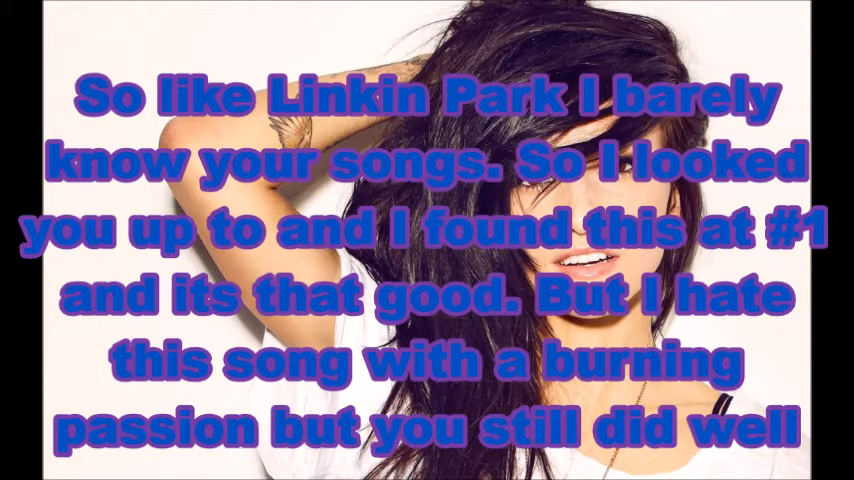 So like Linkin Park I barely
know your songs. So I looked
you up to and I found this at #1
and its that good. But I hate
this song with a burning
passion but you still did well